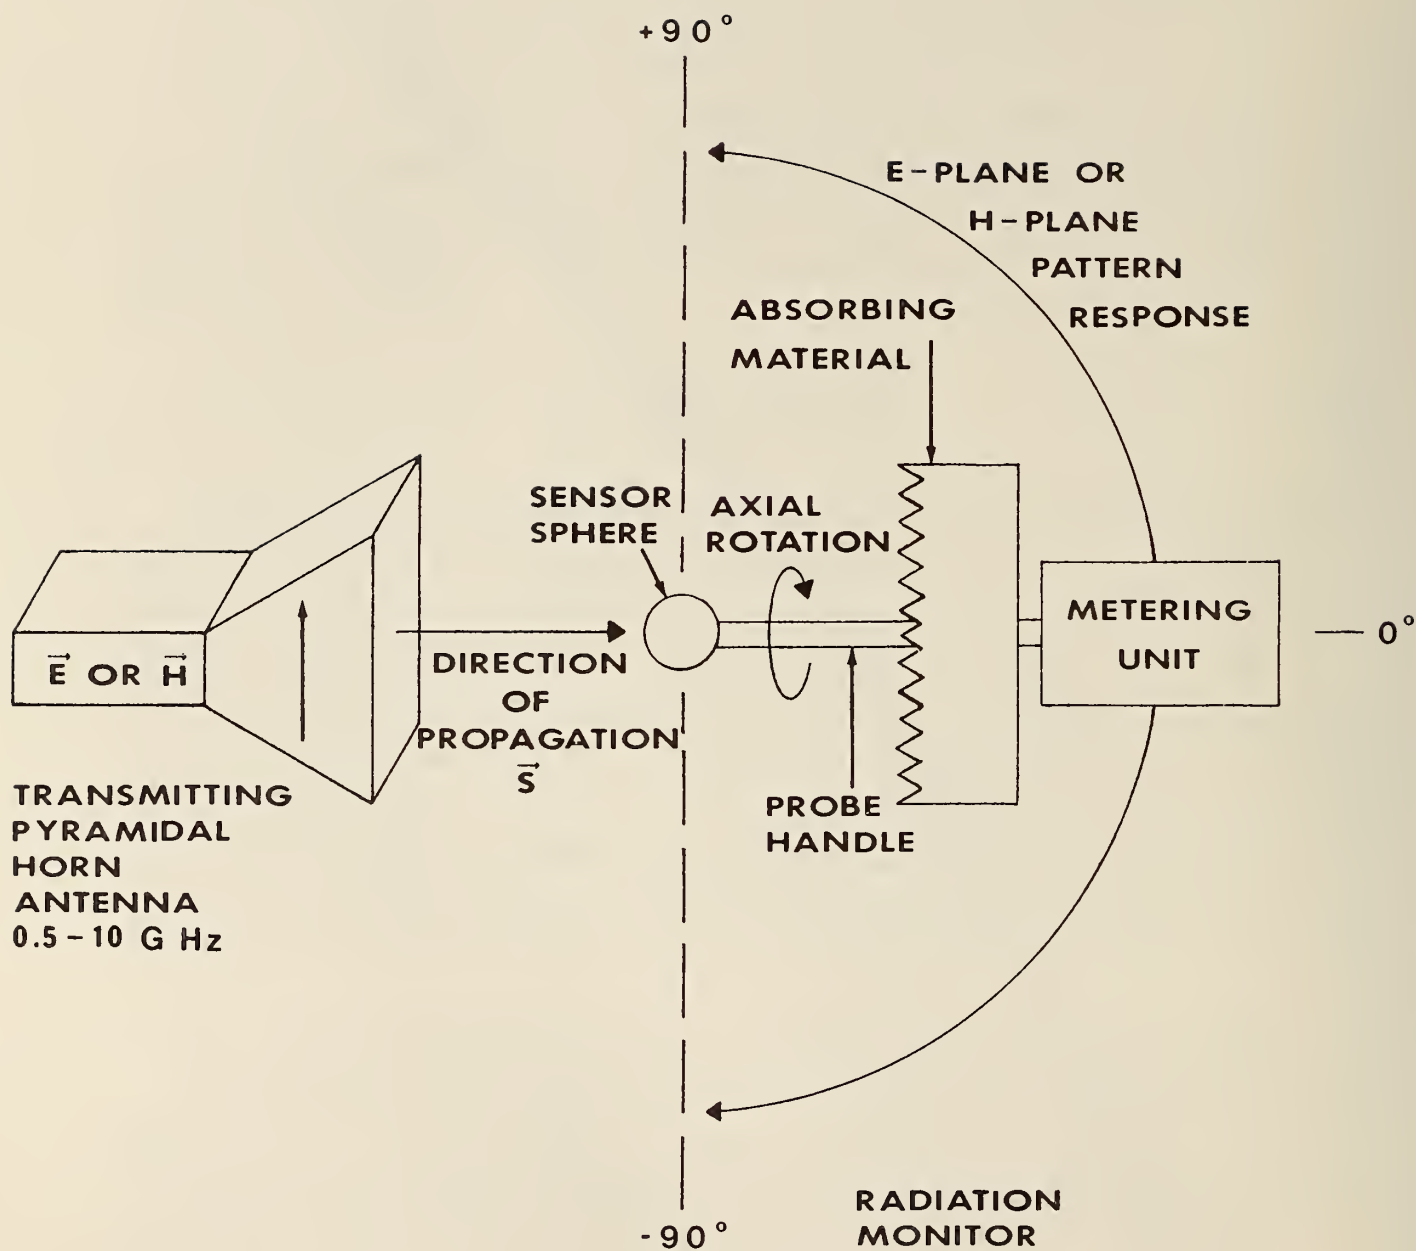 +90°
E-PLANE OR
H-PLANE
PATTERN
RESPONSE
ABSORBING
MATERIAL
SENSOR
SPHERE
AXIAL
ROTATION
E⃗ OR H⃗
DIRECTION
OF
PROPAGATION
S⃗
METERING
UNIT
0°
PROBE
HANDLE
TRANSMITTING
PYRAMIDAL
HORN
ANTENNA
0.5-10 G Hz
RADIATION
MONITOR
-90°